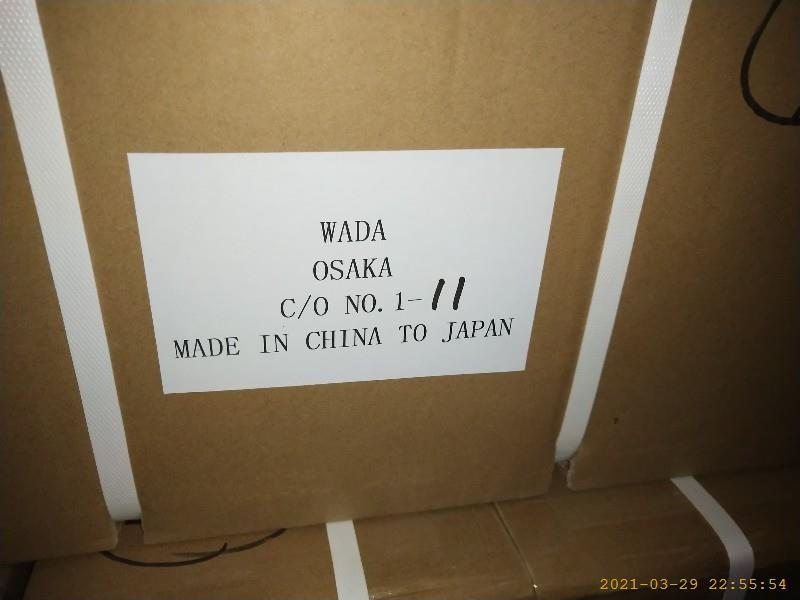 WADA
OSAKA
C/O NO. 1-11
MADE IN CHINA TO JAPAN
2021-03-29 22:55:54